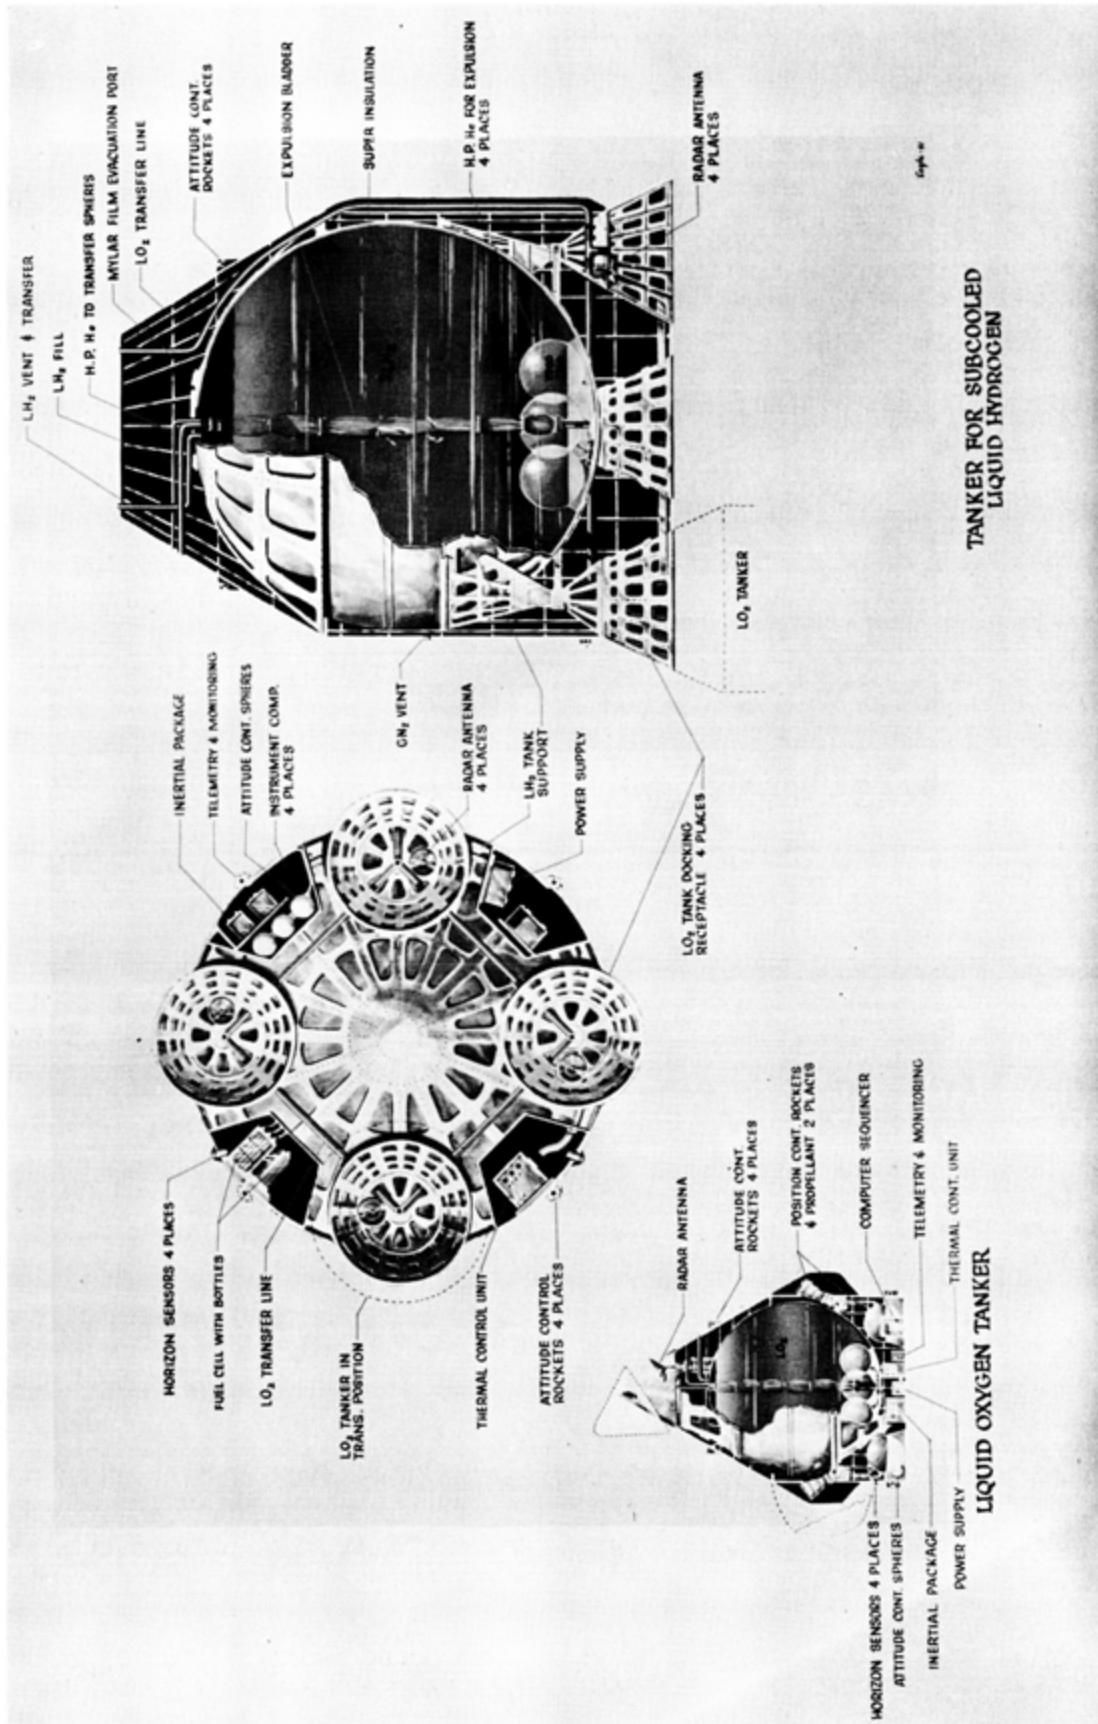 LH₂ VENT & TRANSFER
LH₂ FILL
H.P. Hₑ TO TRANSFER SPHERES
MYLAR FILM EVACUATION PORT
LO₂ TRANSFER LINE
ATTITUDE CONT.
ROCKETS 4 PLACES
EXPULSION BLADDER
SUPER INSULATION
H.P. Hₑ FOR EXPULSION
4 PLACES
RADAR ANTENNA
4 PLACES
LO₂ TANKER
TANKER FOR SUBCOOLED
LIQUID HYDROGEN
INERTIAL PACKAGE
TELEMETRY & MONITORING
ATTITUDE CONT. SPHERES
INSTRUMENT COMP.
4 PLACES
GN₂ VENT
RADAR ANTENNA
4 PLACES
LH₂ TANK
SUPPORT
POWER SUPPLY
LO₂ TANK DOCKING
RECEPTACLE 4 PLACES
HORIZON SENSORS 4 PLACES
FUEL CELL WITH BOTTLES
LO₂ TRANSFER LINE
LO₂ TANKER IN
TRANS. POSITION
THERMAL CONTROL UNIT
ATTITUDE CONTROL
ROCKETS 4 PLACES
RADAR ANTENNA
ATTITUDE CONT.
ROCKETS 4 PLACES
POSITION CONT. ROCKETS
& PROPELLANT 2 PLACES
COMPUTER SEQUENCER
TELEMETRY & MONITORING
THERMAL CONT. UNIT
LO₂
HORIZON SENSORS 4 PLACES
ATTITUDE CONT. SPHERES
INERTIAL PACKAGE
POWER SUPPLY
LIQUID OXYGEN TANKER